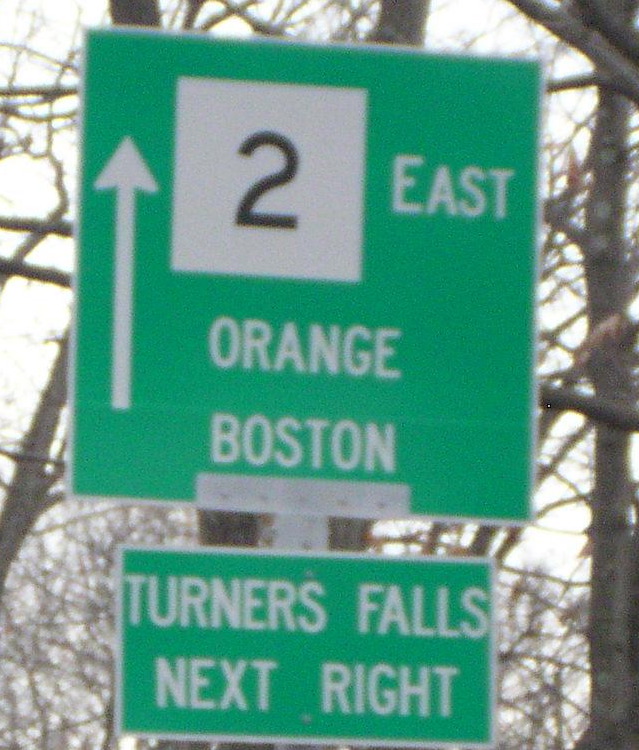 2 EAST
ORANGE
BOSTON
TURNERS FALLS
NEXT RIGHT